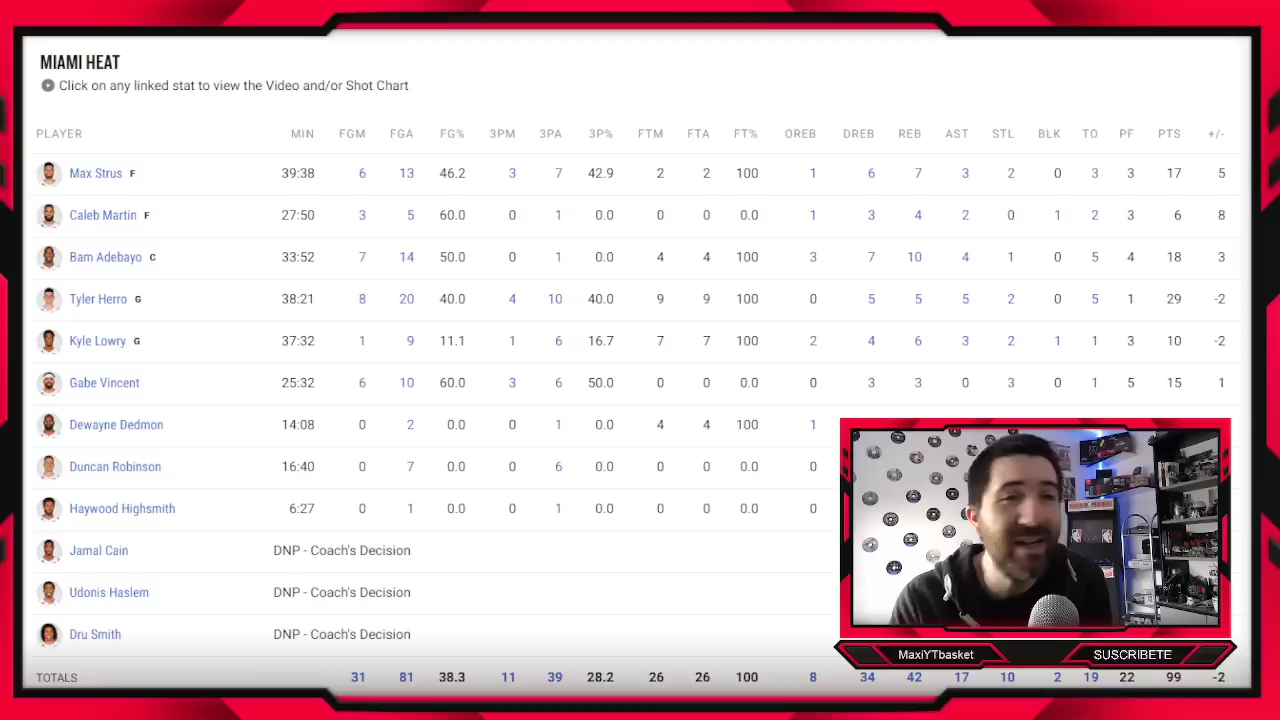 MIAMI HEAT
Click on any linked stat to view the Video and/or Shot Chart
PLAYER MIN FGM FGA FG% 3PM 3PA 3P% FTM FTA FT% OREB DREB REB AST STL BLK TO PF PTS +/-
Max Strus F 39:38 6 13 46.2 3 7 42.9 2 2 100 1 6 7 3 2 0 3 3 17 5
Caleb Martin F 27:50 3 5 60.0 0 1 0.0 0 0 0.0 1 3 4 2 0 1 2 3 6 8
Bam Adebayo C 33:52 7 14 50.0 0 1 0.0 4 4 100 3 7 10 4 1 0 5 4 18 3
Tyler Herro G 38:21 8 20 40.0 4 10 40.0 9 9 100 0 5 5 5 2 0 5 1 29 -2
Kyle Lowry G 37:32 1 9 11.1 1 6 16.7 7 7 100 2 4 6 3 2 1 1 3 10 -2
Gabe Vincent 25:32 6 10 60.0 3 6 50.0 0 0 0.0 0 3 3 0 3 0 1 5 15 1
Dewayne Dedmon 14:08 0 2 0.0 0 1 0.0 4 4 100 1
Duncan Robinson 16:40 0 7 0.0 0 6 0.0 0 0 0.0 0
Haywood Highsmith 6:27 0 1 0.0 0 1 0.0 0 0 0.0 0
Jamal Cain DNP - Coach's Decision
Udonis Haslem DNP - Coach's Decision
Dru Smith DNP - Coach's Decision
MaxiYTbasket SUSCRIBETE
TOTALS 31 81 38.3 11 39 28.2 26 26 100 8 34 42 17 10 2 19 22 99 -2